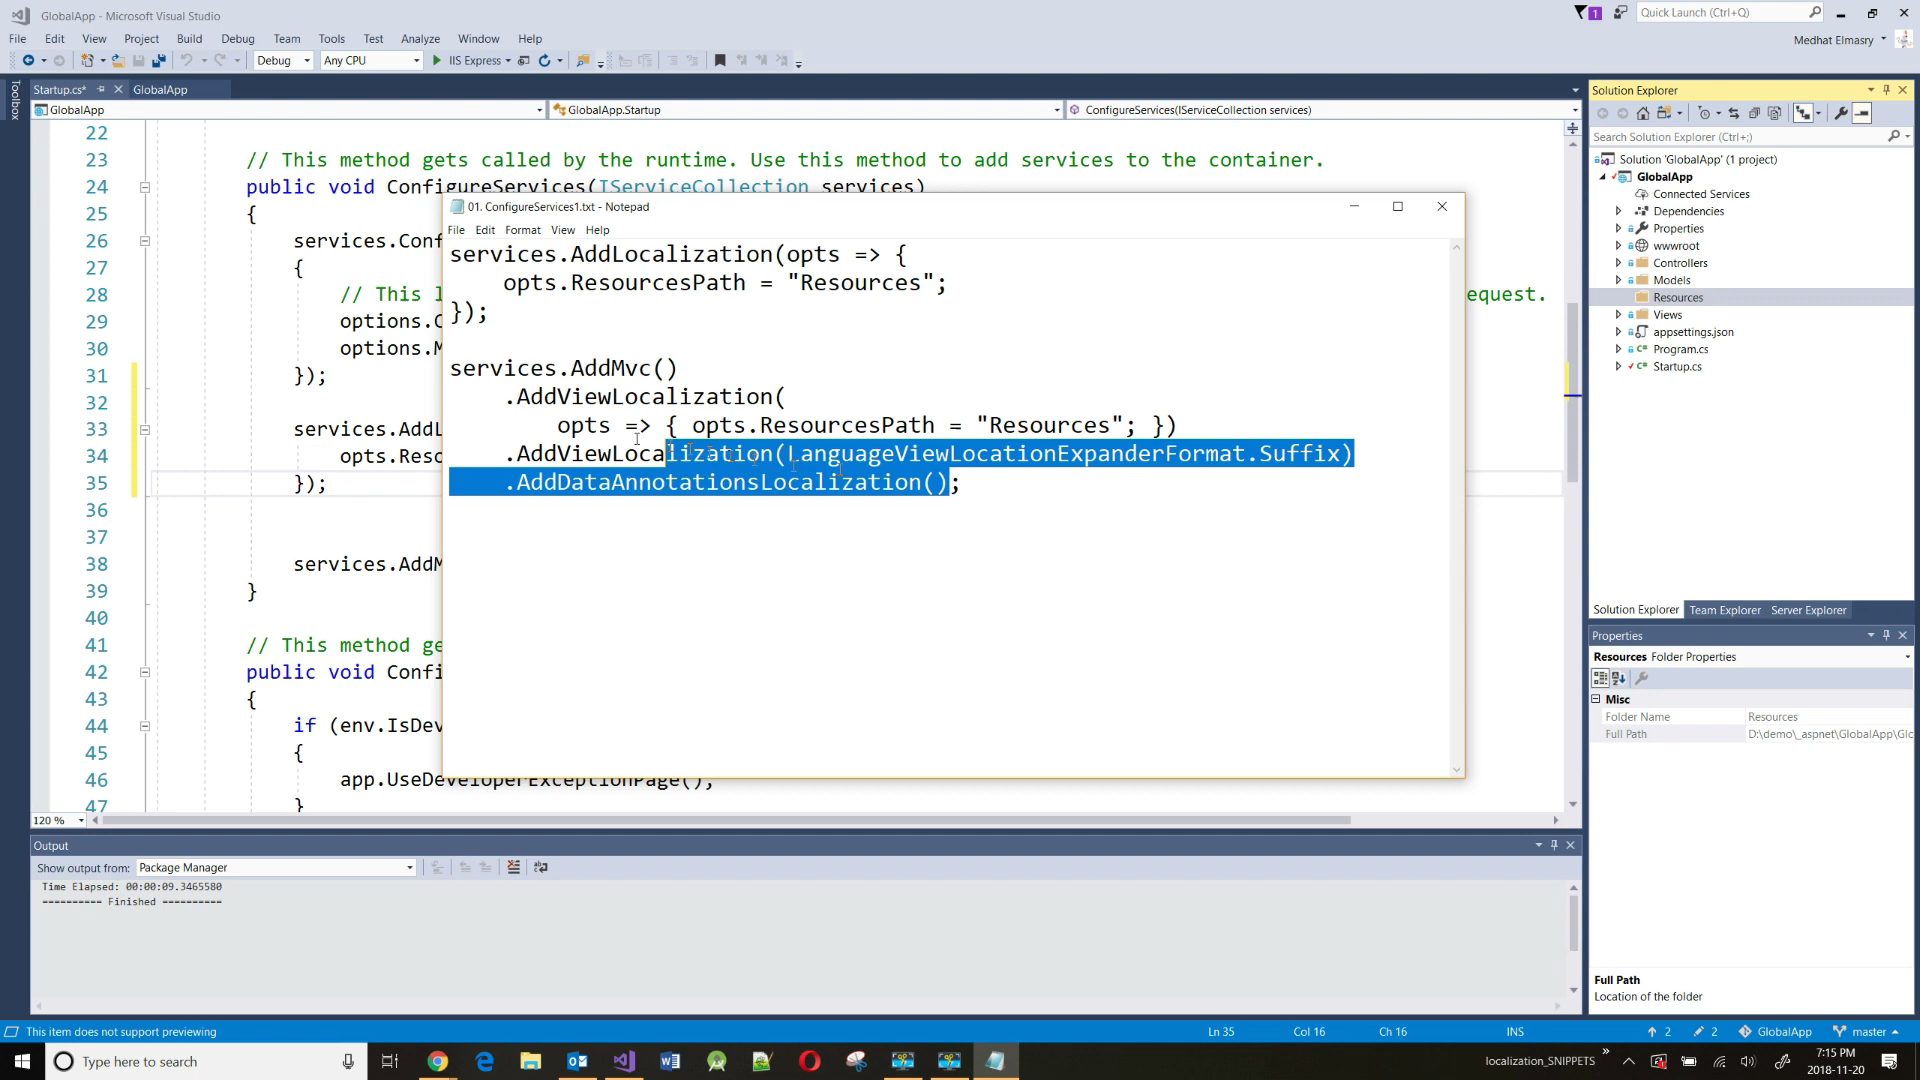 GlobalApp - Microsoft Visual Studio
1
Quick Launch (Ctrl+Q)
File Edit View Project Build Debug Team Tools Test Analyze Window Help
Medhat Elmasry
Debug Any CPU IIS Express
Toolbox
Startup.cs* GlobalApp
GlobalApp GlobalApp.Startup ConfigureServices(IServiceCollection services)
22
23 // This method gets called by the runtime. Use this method to add services to the container.
24 public void ConfigureServices(IServiceCollection services)
25 {
26 services.Conf
27 {
28 // This l equest.
29 options.C
30 options.M
31 });
32
33 services.AddL
34 opts.Reso
35 });
36
37
38 services.AddM
39 }
40
41 // This method ge
42 public void Confi
43 {
44 if (env.IsDev
45 {
46 app.UseDeveloperExceptionPage();
47 }
120 %
01. ConfigureServices1.txt - Notepad
File Edit Format View Help
services.AddLocalization(opts => {
opts.ResourcesPath = "Resources";
});
services.AddMvc()
.AddViewLocalization(
opts => { opts.ResourcesPath = "Resources"; })
.AddViewLocalization(LanguageViewLocationExpanderFormat.Suffix)
.AddDataAnnotationsLocalization();
Solution Explorer
Search Solution Explorer (Ctrl+;)
Solution 'GlobalApp' (1 project)
GlobalApp
Connected Services
Dependencies
Properties
wwwroot
Controllers
Models
Resources
Views
appsettings.json
Program.cs
Startup.cs
Solution Explorer Team Explorer Server Explorer
Properties
Resources Folder Properties
Misc
Folder Name Resources
Full Path D:\demo\_aspnet\GlobalApp\Glo
Full Path
Location of the folder
Output
Show output from: Package Manager
Time Elapsed: 00:00:09.3465580
========== Finished ==========
This item does not support previewing
Ln 35 Col 16 Ch 16 INS
2 2 GlobalApp master
Type here to search
localization_SNIPPETS
7:15 PM
2018-11-20